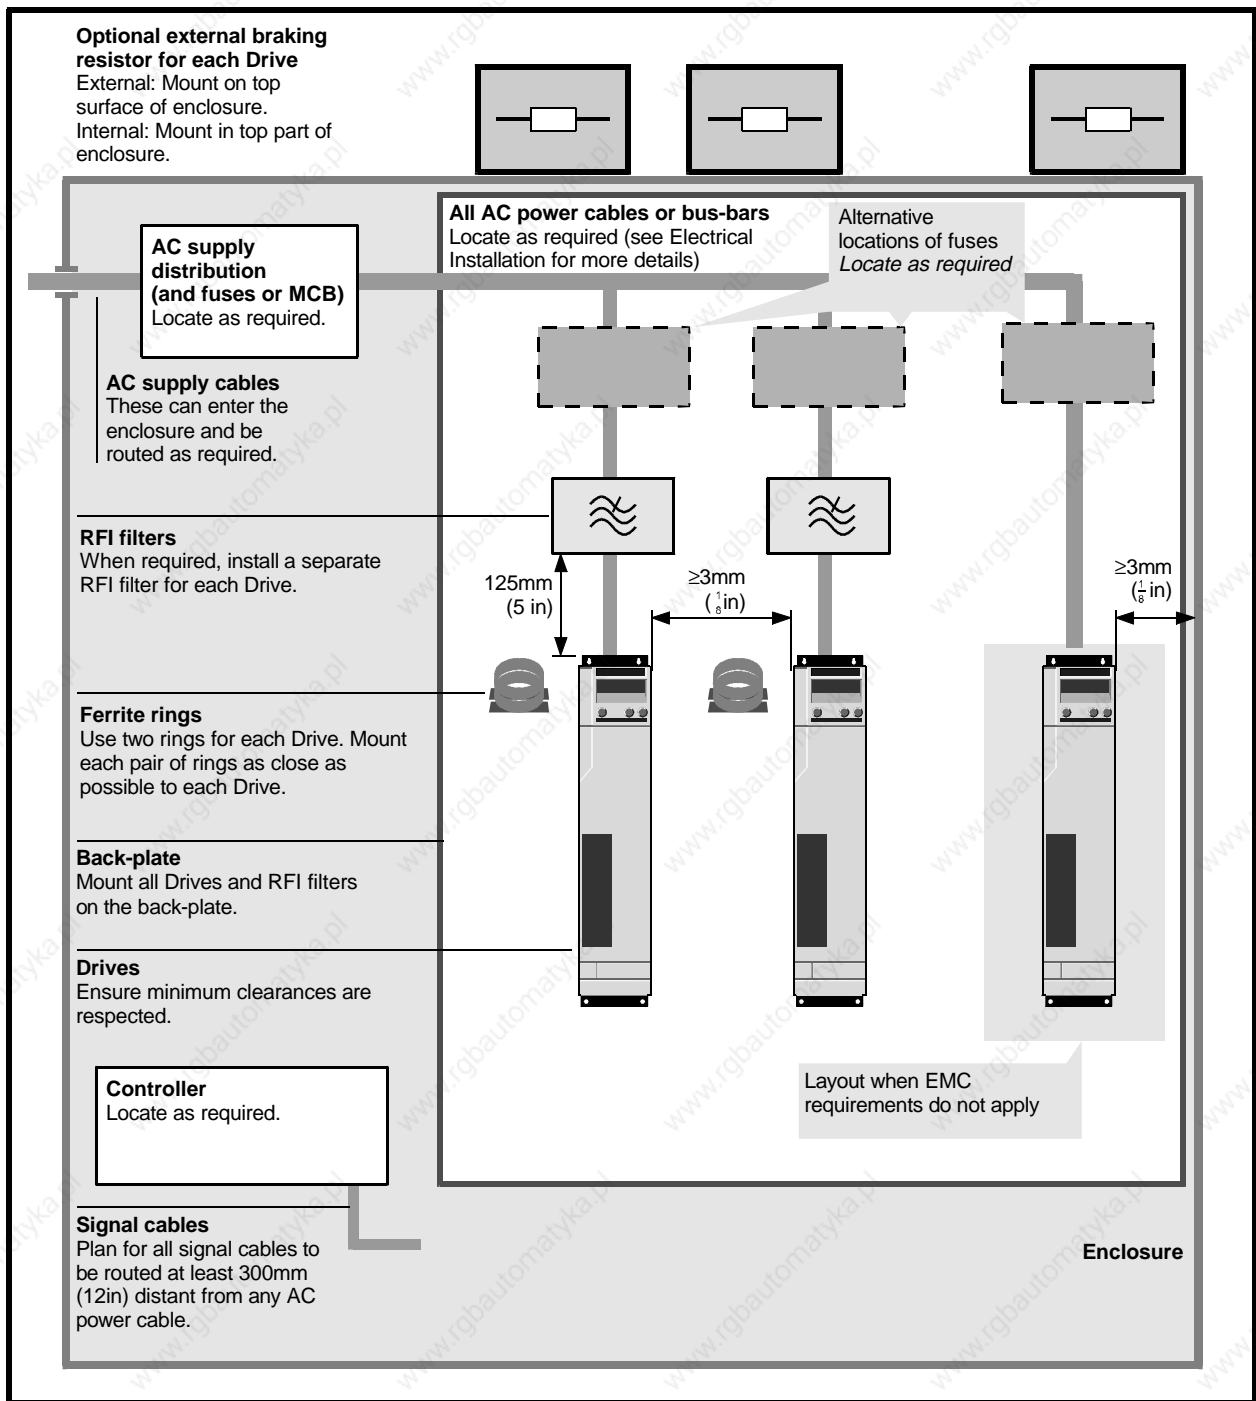 Optional external braking
resistor for each Drive
External: Mount on top
surface of enclosure.
Internal: Mount in top part of
enclosure.
All AC power cables or bus-bars
Locate as required (see Electrical
Installation for more details)
Alternative
locations of fuses
Locate as required
AC supply
distribution
(and fuses or MCB)
Locate as required.
AC supply cables
These can enter the
enclosure and be
routed as required.
RFI filters
When required, install a separate
RFI filter for each Drive.
125mm
(5 in)
≥3mm
(1/8in)
≥3mm
(1/8in)
Ferrite rings
Use two rings for each Drive. Mount
each pair of rings as close as
possible to each Drive.
Back-plate
Mount all Drives and RFI filters
on the back-plate.
Drives
Ensure minimum clearances are
respected.
Layout when EMC
requirements do not apply
Controller
Locate as required.
Signal cables
Plan for all signal cables to
be routed at least 300mm
(12in) distant from any AC
power cable.
Enclosure
www.rgbautomatyka.pl